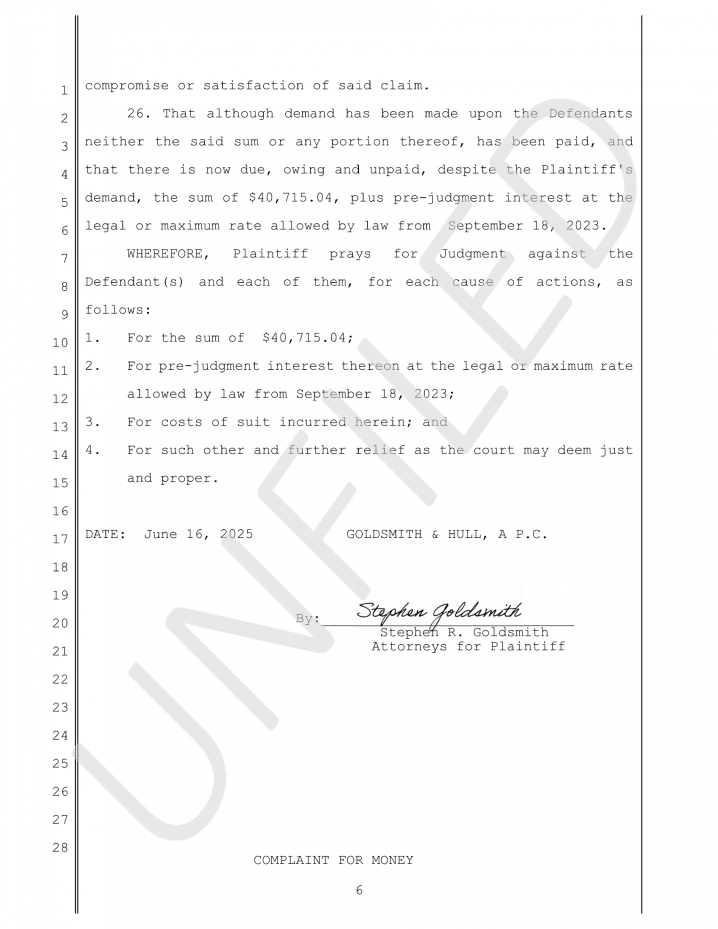 1 compromise or satisfaction of said claim.
2 26. That although demand has been made upon the Defendants
3 neither the said sum or any portion thereof, has been paid, and
4 that there is now due, owing and unpaid, despite the Plaintiff's
5 demand, the sum of $40,715.04, plus pre-judgment interest at the
6 legal or maximum rate allowed by law from September 18, 2023.
7 WHEREFORE, Plaintiff prays for Judgment against the
8 Defendant(s) and each of them, for each cause of actions, as
9 follows:
10 1. For the sum of $40,715.04;
11 2. For pre-judgment interest thereon at the legal or maximum rate
12 allowed by law from September 18, 2023;
13 3. For costs of suit incurred herein; and
14 4. For such other and further relief as the court may deem just
15 and proper.
16
17 DATE: June 16, 2025 GOLDSMITH & HULL, A P.C.
18
19
20 By: Stephen Goldsmith
Stephen R. Goldsmith
21 Attorneys for Plaintiff
22
23
24
25
26
27
28
COMPLAINT FOR MONEY
6
UNFILED